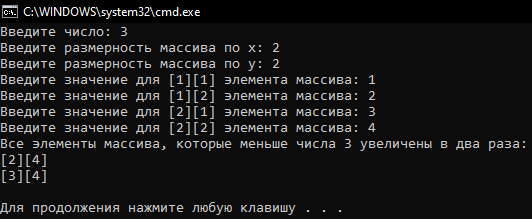 C:\WINDOWS\system32\cmd.exe
Введите число: 3
Введите размерность массива по x: 2
Введите размерность массива по y: 2
Введите значение для [1][1] элемента массива: 1
Введите значение для [1][2] элемента массива: 2
Введите значение для [2][1] элемента массива: 3
Введите значение для [2][2] элемента массива: 4
Все элементы массива, которые меньше числа 3 увеличены в два раза:
[2][4]
[3][4]
Для продолжения нажмите любую клавишу . . .